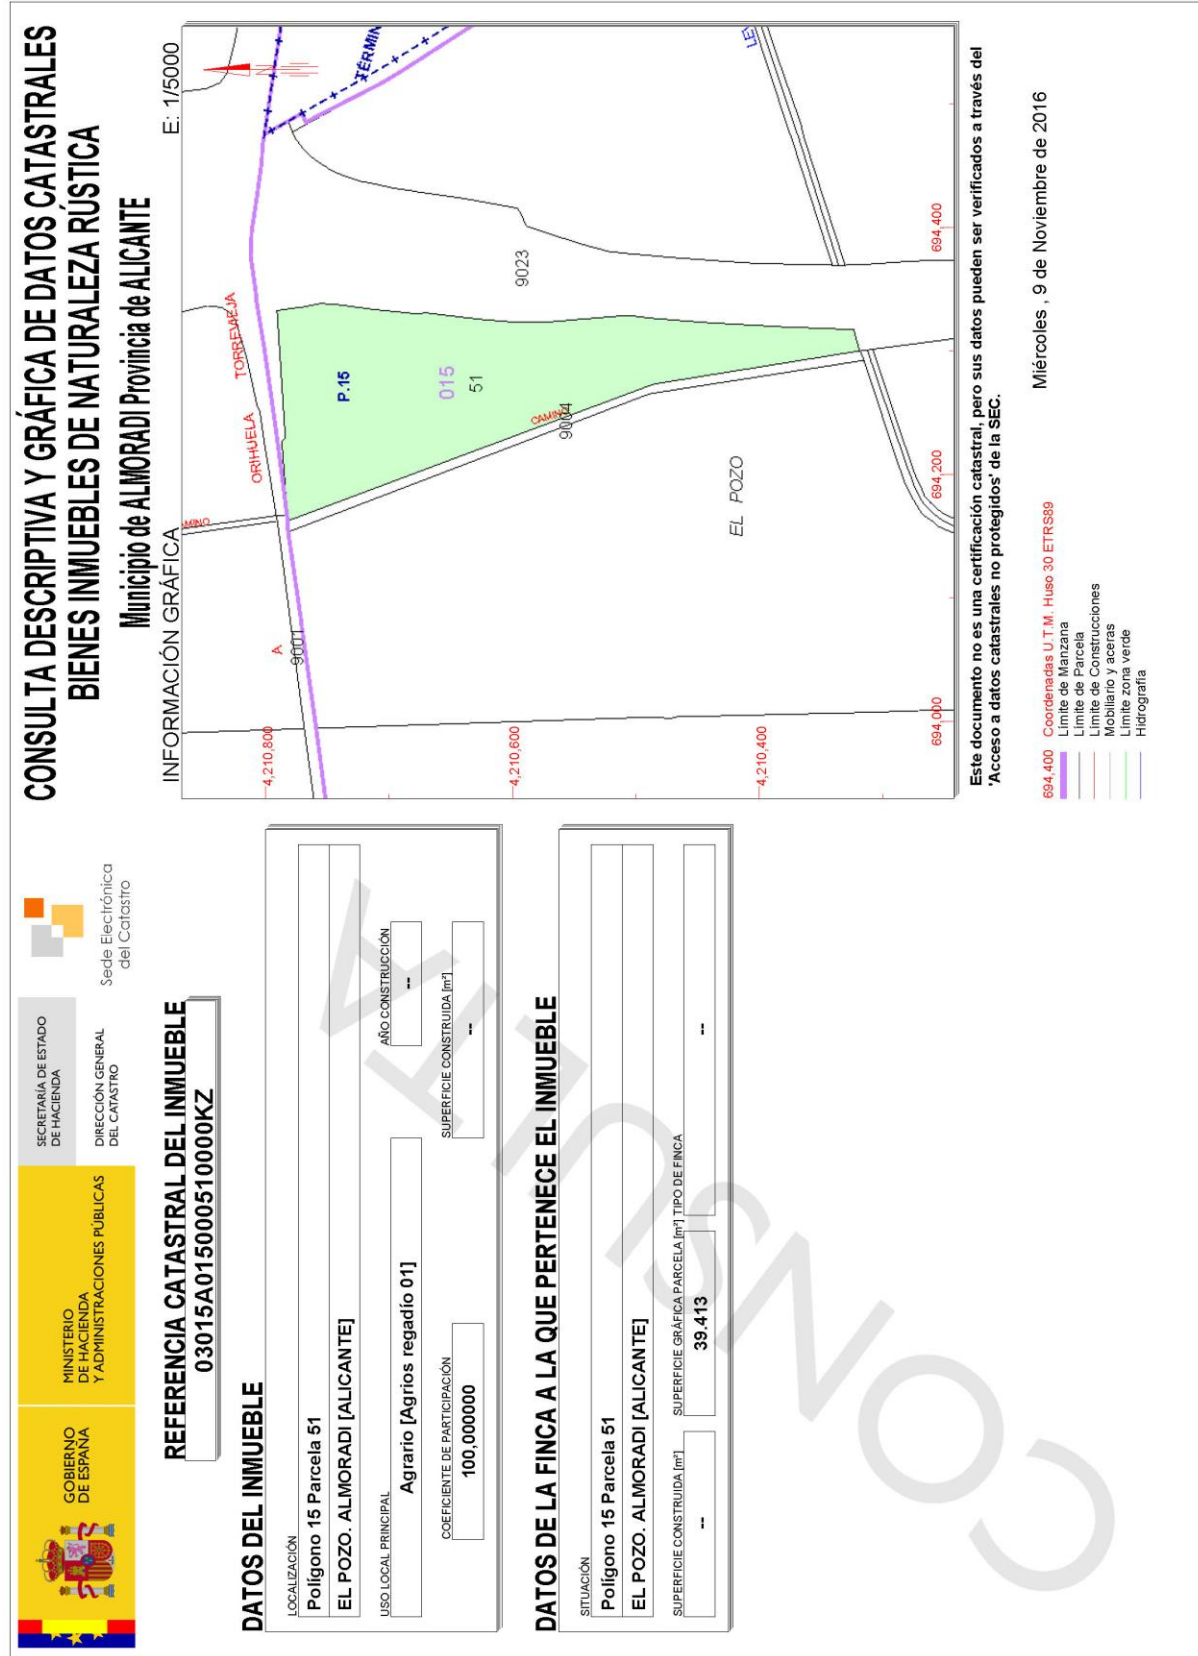 GOBIERNO
DE ESPAÑA
MINISTERIO
DE HACIENDA
Y ADMINISTRACIONES PÚBLICAS
SECRETARÍA DE ESTADO
DE HACIENDA
DIRECCIÓN GENERAL
DEL CATASTRO
Sede Electrónica
del Catastro
REFERENCIA CATASTRAL DEL INMUEBLE
03015A015000510000KZ
DATOS DEL INMUEBLE
LOCALIZACIÓN
Polígono 15 Parcela 51
EL POZO. ALMORADI [ALICANTE]
USO LOCAL PRINCIPAL
Agrario [Agrios regadío 01]
AÑO CONSTRUCCIÓN
--
COEFICIENTE DE PARTICIPACIÓN
100,000000
SUPERFICIE CONSTRUIDA [m²]
--
DATOS DE LA FINCA A LA QUE PERTENECE EL INMUEBLE
SITUACIÓN
Polígono 15 Parcela 51
EL POZO. ALMORADI [ALICANTE]
SUPERFICIE CONSTRUIDA [m²]
--
SUPERFICIE GRÁFICA PARCELA [m²]
39.413
TIPO DE FINCA
--
CONSULTA
CONSULTA DESCRIPTIVA Y GRÁFICA DE DATOS CATASTRALES
BIENES INMUEBLES DE NATURALEZA RÚSTICA
Municipio de ALMORADI Provincia de ALICANTE
INFORMACIÓN GRÁFICA
E: 1/5000
AMINO
ORIHUELA
TORREVIEJA
TÉRMIN
A
9001
4,210,800
P.15
015
51
9023
CAMINO
9004
4,210,600
EL POZO
LEV
4,210,400
694,000
694,200
694,400
Este documento no es una certificación catastral, pero sus datos pueden ser verificados a través del
'Acceso a datos catastrales no protegidos' de la SEC.
694,400 Coordenadas U.T.M. Huso 30 ETRS89
Límite de Manzana
Límite de Parcela
Límite de Construcciones
Mobiliario y aceras
Límite zona verde
Hidrografía
Miércoles , 9 de Noviembre de 2016